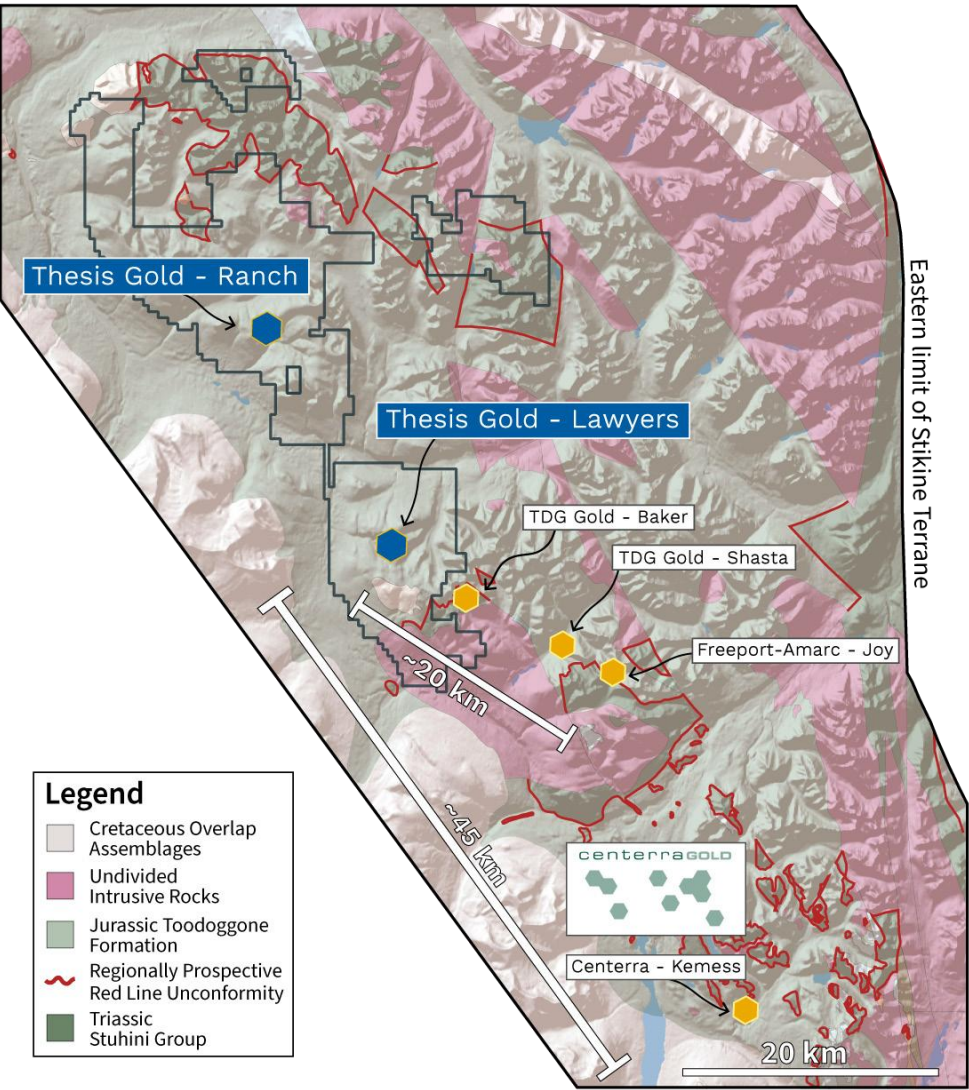 Thesis Gold - Ranch
Thesis Gold - Lawyers
TDG Gold - Baker
TDG Gold - Shasta
Freeport-Amarc - Joy
Eastern limit of Stikine Terrane
~20 km
~45 km
centerraGOLD
Centerra - Kemess
20 km
Legend
Cretaceous Overlap
Assemblages
Undivided
Intrusive Rocks
Jurassic Toodoggone
Formation
Regionally Prospective
Red Line Unconformity
Triassic
Stuhini Group